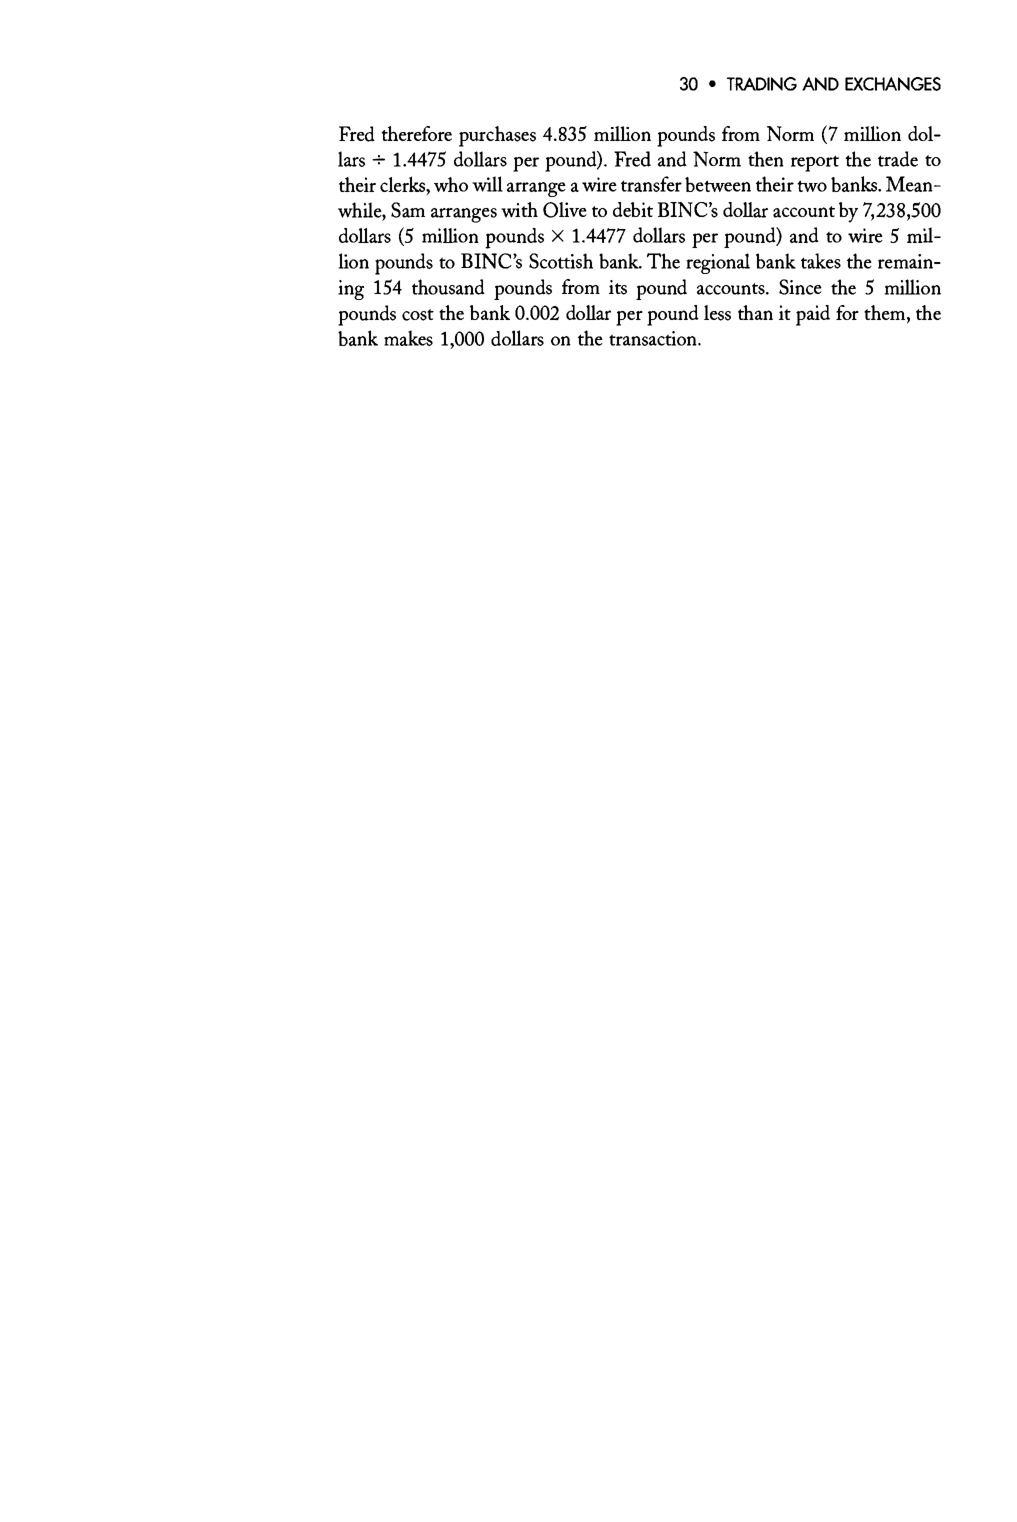 30 • TRADING AND EXCHANGES
Fred therefore purchases 4.835 million pounds from Norm (7 million dol-
lars ÷ 1.4475 dollars per pound). Fred and Norm then report the trade to
their clerks, who will arrange a wire transfer between their two banks. Mean-
while, Sam arranges with Olive to debit BINC's dollar account by 7,238,500
dollars (5 million pounds × 1.4477 dollars per pound) and to wire 5 mil-
lion pounds to BINC's Scottish bank. The regional bank takes the remain-
ing 154 thousand pounds from its pound accounts. Since the 5 million
pounds cost the bank 0.002 dollar per pound less than it paid for them, the
bank makes 1,000 dollars on the transaction.